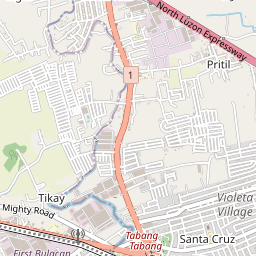 North Luzon Expressway
Pritil
1
Tikay
Mighty Road
Violeta
Village
Tabang
Tabang
Santa Cruz
First Bulacan